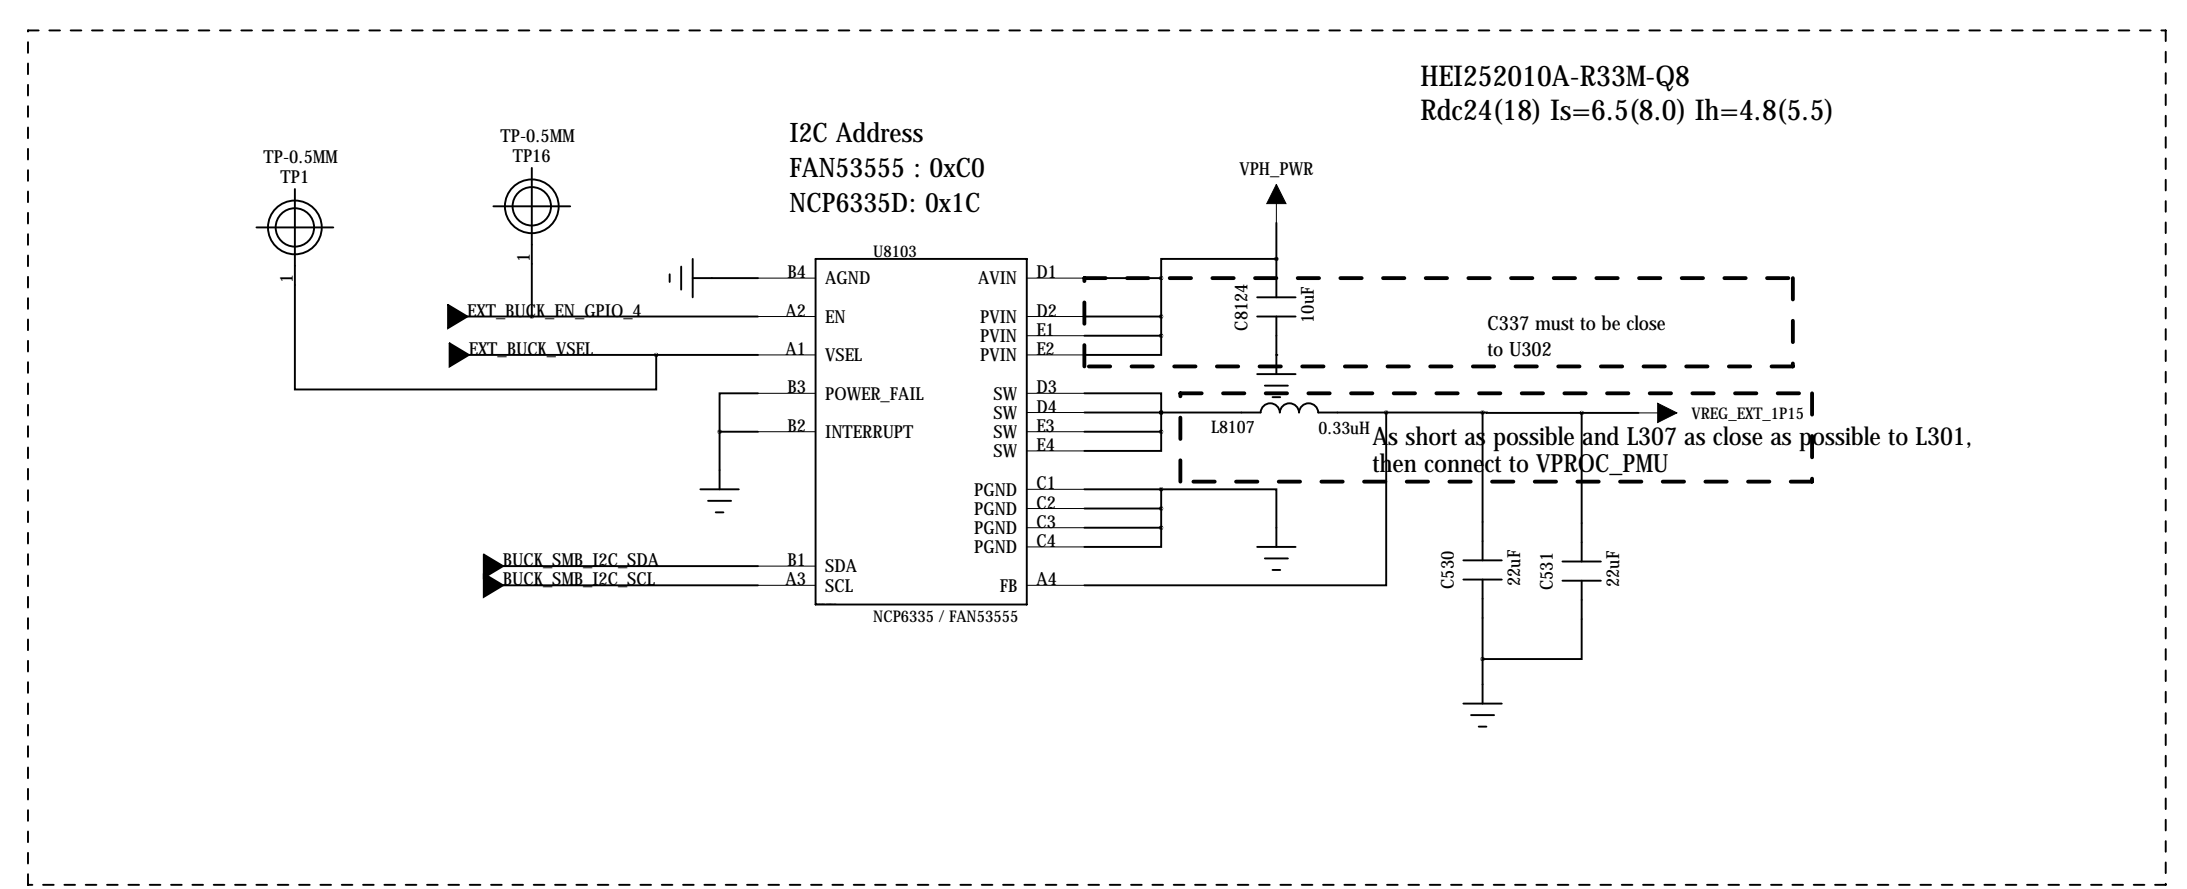 HEI252010A-R33M-Q8
Rdc24(18) Is=6.5(8.0) Ih=4.8(5.5)
I2C Address
FAN53555 : 0xC0
NCP6335D: 0x1C
TP-0.5MM
TP16
1
TP-0.5MM
TP1
1
VPH_PWR
U8103
B4
AGND
A2
EN
A1
VSEL
B3
POWER_FAIL
B2
INTERRUPT
B1
SDA
A3
SCL
AVIN
D1
PVIN
D2
PVIN
E1
PVIN
E2
SW
D3
SW
D4
SW
E3
SW
E4
PGND
C1
PGND
C2
PGND
C3
PGND
C4
FB
A4
NCP6335 / FAN53555
EXT_BUCK_EN_GPIO_4
EXT_BUCK_VSEL
BUCK_SMB_I2C_SDA
BUCK_SMB_I2C_SCL
C8124
10uF
C337 must to be close
to U302
L8107
0.33uH
VREG_EXT_1P15
As short as possible and L307 as close as possible to L301,
then connect to VPROC_PMU
C530
22uF
C531
22uF